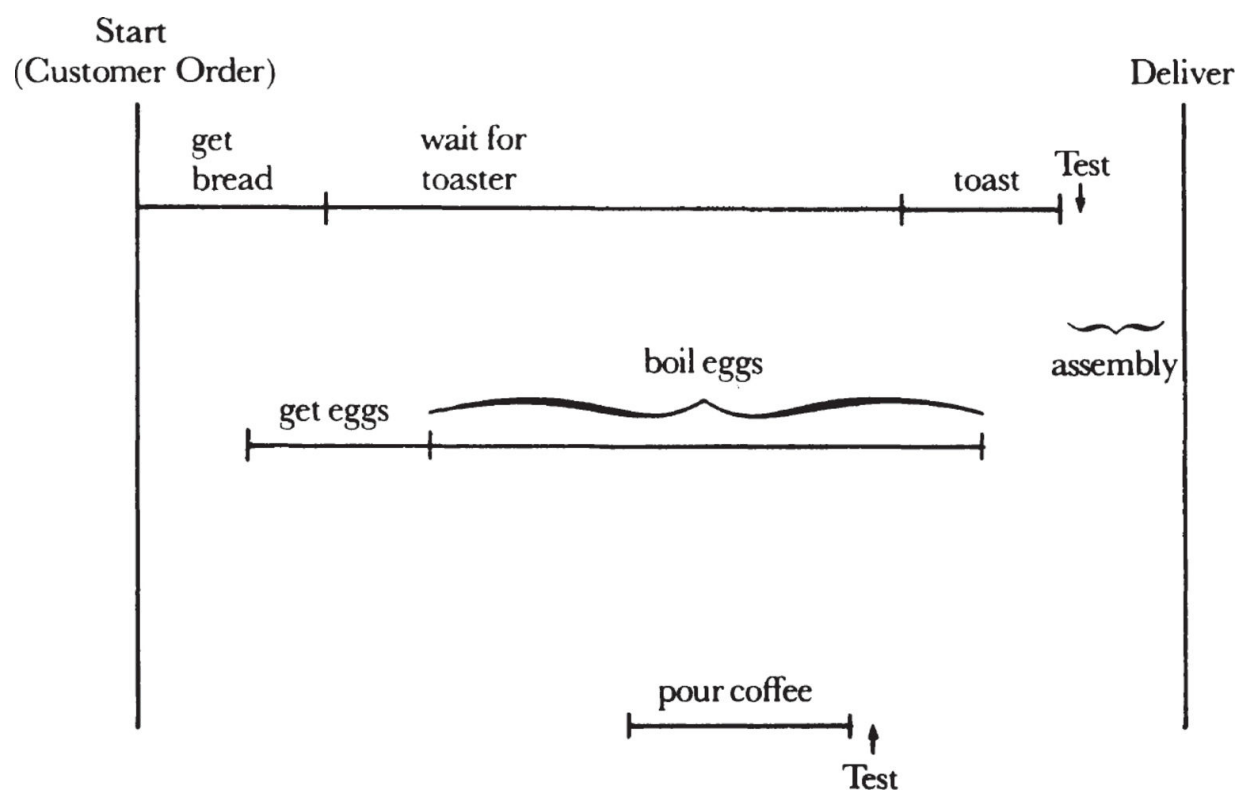 Start
(Customer Order)
Deliver
get
bread
wait for
toaster
toast
Test
assembly
boil eggs
get eggs
pour coffee
Test